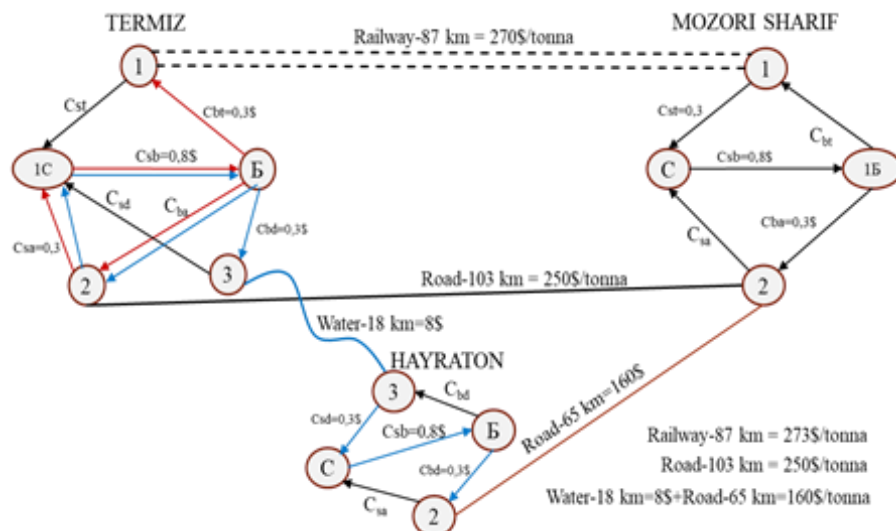 TERMIZ
MOZORI SHARIF
Railway-87 km = 270$/tonna
1
1
Cst
Cbt=0,3$
Cst=0,3
Cbt
1C
Csb=0,8$
Б
C
Csb=0,8$
1Б
Csd
Cba
Csa=0,3
Cbd=0,3$
Csa
Cba=0,3$
2
3
Road-103 km = 250$/tonna
2
Water-18 km=8$
HAYRATON
3
Cbd
Csd=0,3$
Csb=0,8$
Б
C
Cbd=0,3$
Csa
2
Road-65 km=160$
Railway-87 km = 273$/tonna
Road-103 km = 250$/tonna
Water-18 km=8$+Road-65 km=160$/tonna